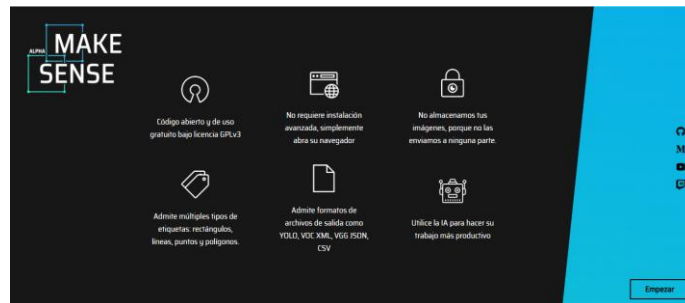 ALPHA MAKE
SENSE
Código abierto y de uso
gratuito bajo licencia GPLv3
No requiere instalación
avanzada, simplemente
abra su navegador
No almacenamos tus
imágenes, porque no las
enviamos a ninguna parte.
Admite múltiples tipos de
etiquetas: rectángulos,
líneas, puntos y polígonos.
Admite formatos de
archivos de salida como
YOLO, VOC XML, VGG JSON,
CSV
Utilice la IA para hacer su
trabajo más productivo
M
Empezar